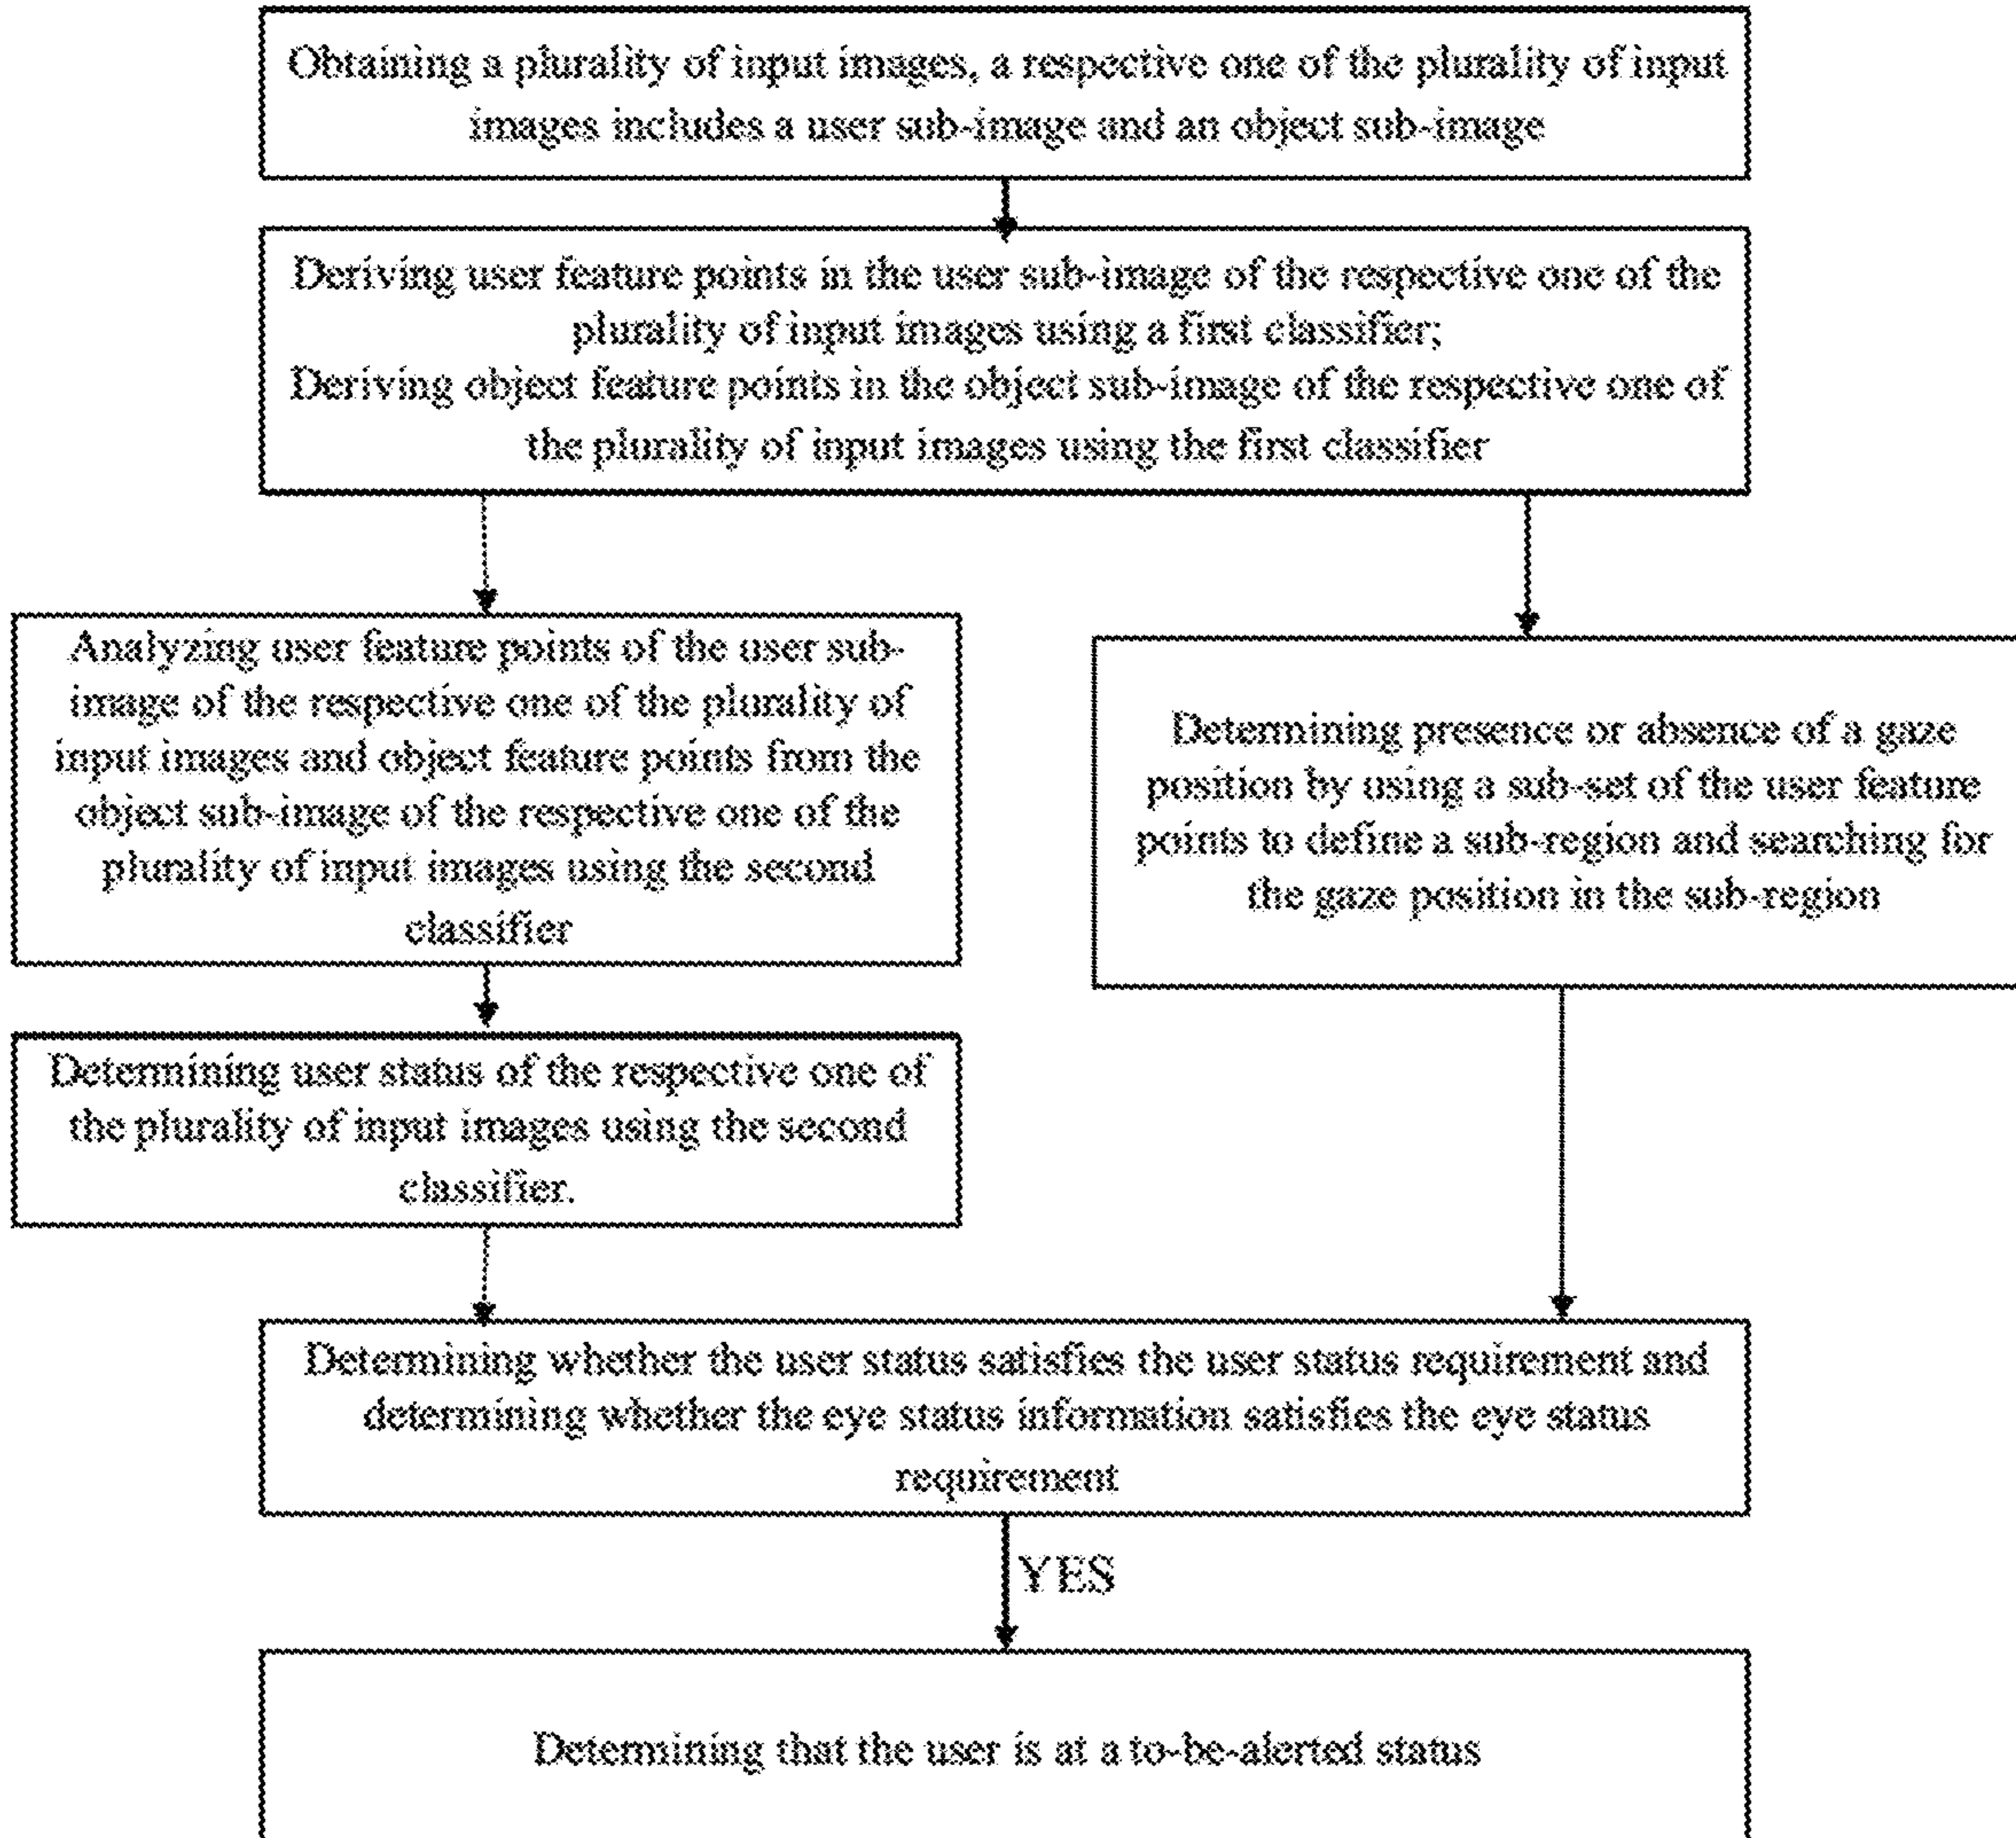 Obtaining a plurality of input images, a respective one of the plurality of input
images includes a user sub-image and an object sub-image
Deriving user feature points in the user sub-image of the respective one of the
plurality of input images using a first classifier;
Deriving object feature points in the object sub-image of the respective one of
the plurality of input images using the first classifier
Analyzing user feature points of the user sub-
image of the respective one of the plurality of
input images and object feature points from the
object sub-image of the respective one of the
plurality of input images using the second
classifier
Determining presence or absence of a gaze
position by using a sub-set of the user feature
points to define a sub-region and searching for
the gaze position in the sub-region
Determining user status of the respective one of
the plurality of input images using the second
classifier.
Determining whether the user status satisfies the user status requirement and
determining whether the eye status information satisfies the eye status
requirement
YES
Determining that the user is at a to-be-alerted status